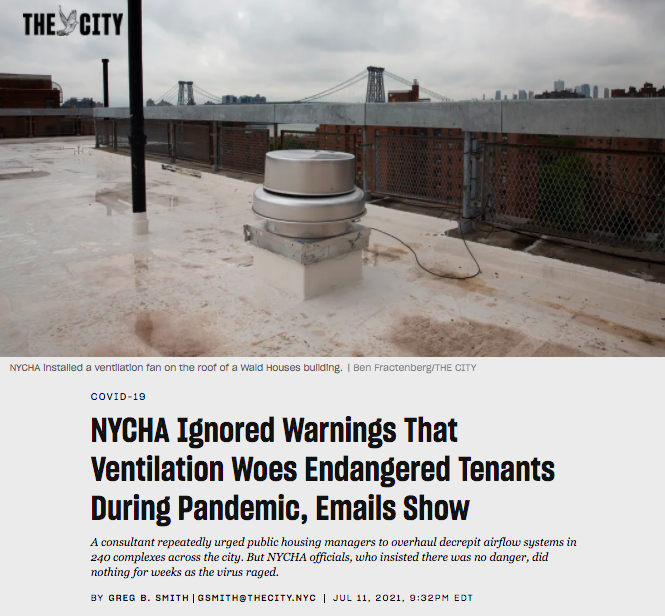 THE CITY
NYCHA installed a ventilation fan on the roof of a Wald Houses building. | Ben Fractenberg/THE CITY
COVID-19
NYCHA Ignored Warnings That
Ventilation Woes Endangered Tenants
During Pandemic, Emails Show
A consultant repeatedly urged public housing managers to overhaul decrepit airflow systems in
240 complexes across the city. But NYCHA officials, who insisted there was no danger, did
nothing for weeks as the virus raged.
BY GREG B. SMITH | GSMITH@THECITY.NYC | JUL 11, 2021, 9:32PM EDT